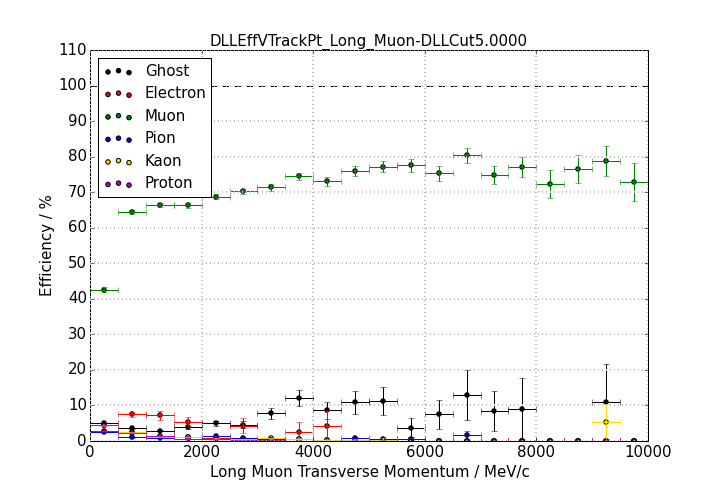 DLLEffVTrackPt_Long_Muon-DLLCut5.0000
110
100
90
80
70
60
50
40
30
20
10
0
Efficiency / %
Ghost
Electron
Muon
Pion
Kaon
Proton
0 2000 4000 6000 8000 10000
Long Muon Transverse Momentum / MeV/c